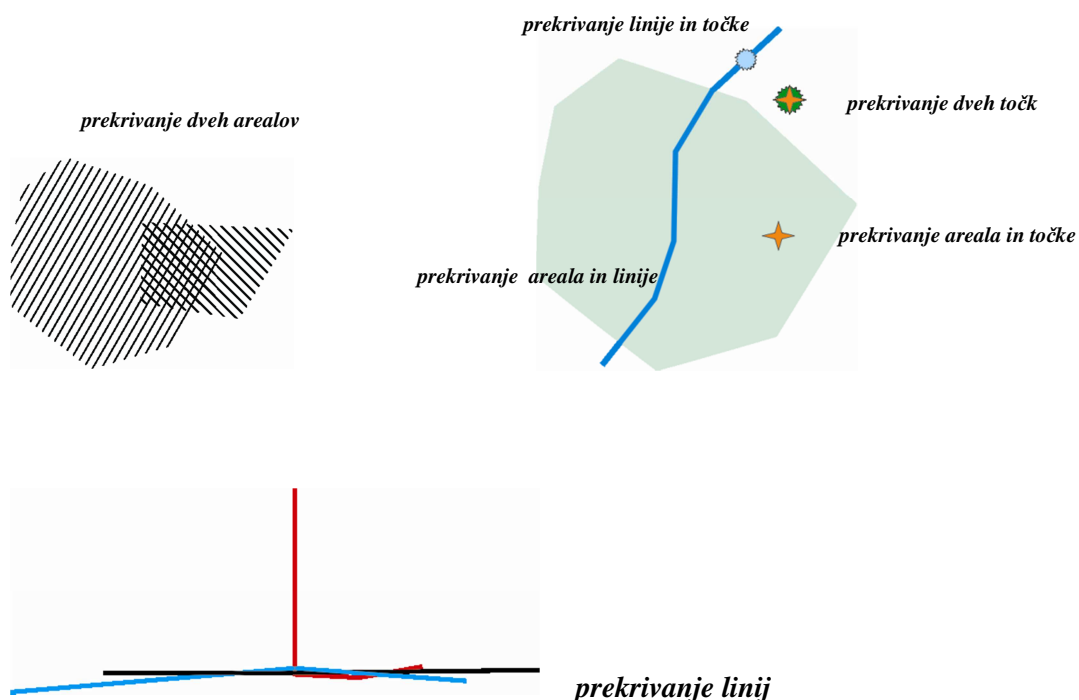 prekrivanje linije in točke
prekrivanje dveh točk
prekrivanje dveh arealov
prekrivanje areala in točke
prekrivanje areala in linije
prekrivanje linij